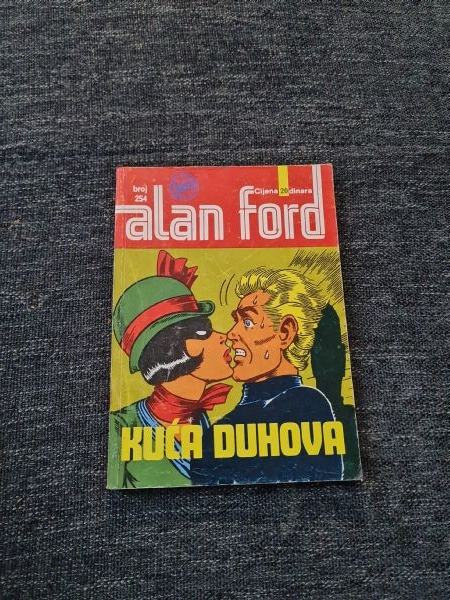 broj
254
Cijena 20 dinara
alan ford
KUĆA DUHOVA